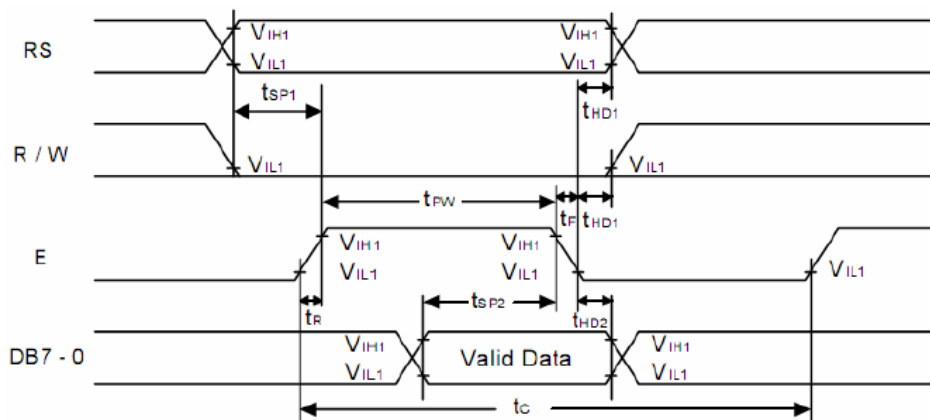 RS
VIH1
VIH1
VIL1
VIL1
tSP1
tHD1
R / W
VIL1
VIL1
tPW
tF
tHD1
E
VIH1
VIH1
VIL1
VIL1
VIL1
tR
tSP2
tHD2
DB7 - 0
VIH1
Valid Data
VIH1
VIL1
VIL1
tC